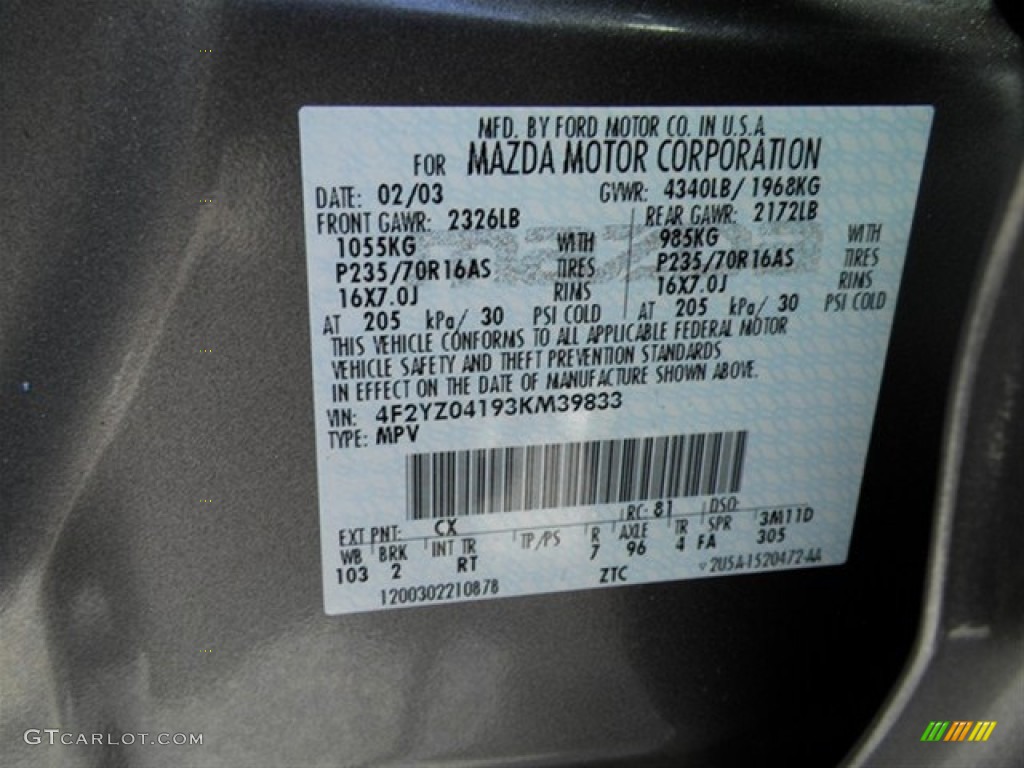 MFD. BY FORD MOTOR CO. IN U.S.A
FOR MAZDA MOTOR CORPORATION
DATE: 02/03 GVWR: 4340LB/ 1968KG
FRONT GAWR: 2326LB REAR GAWR: 2172LB
1055KG WITH 985KG WITH
P235/70R16AS TIRES P235/70R16AS TIRES
16X7.0J RIMS 16X7.0J RIMS
AT 205 kPa/ 30 PSI COLD AT 205 kPa/ 30 PSI COLD
THIS VEHICLE CONFORMS TO ALL APPLICABLE FEDERAL MOTOR
VEHICLE SAFETY AND THEFT PREVENTION STANDARDS
IN EFFECT ON THE DATE OF MANUFACTURE SHOWN ABOVE.
VIN: 4F2YZ04193KM39833
TYPE: MPV
EXT PNT: CX RC: 81 DSO:
WB BRK INT TR TP/PS R AXLE TR SPR 3M11D
103 2 RT 7 96 4 FA 305
1200302210878 ZTC V2U5A-1520472-AA
GTcarlot.com